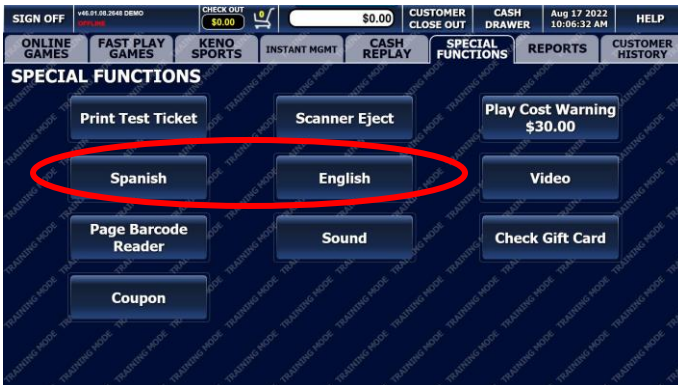 SIGN OFF
v46.01.08.2648 DEMO
OFFLINE
CHECK OUT
$0.00
0
$0.00
CUSTOMER
CLOSE OUT
CASH
DRAWER
Aug 17 2022
10:06:32 AM
HELP
ONLINE
GAMES
FAST PLAY
GAMES
KENO
SPORTS
INSTANT MGMT
CASH
REPLAY
SPECIAL
FUNCTIONS
REPORTS
CUSTOMER
HISTORY
SPECIAL FUNCTIONS
Print Test Ticket
Scanner Eject
Play Cost Warning
$30.00
Spanish
English
Video
Page Barcode
Reader
Sound
Check Gift Card
Coupon
TRAINING MODE